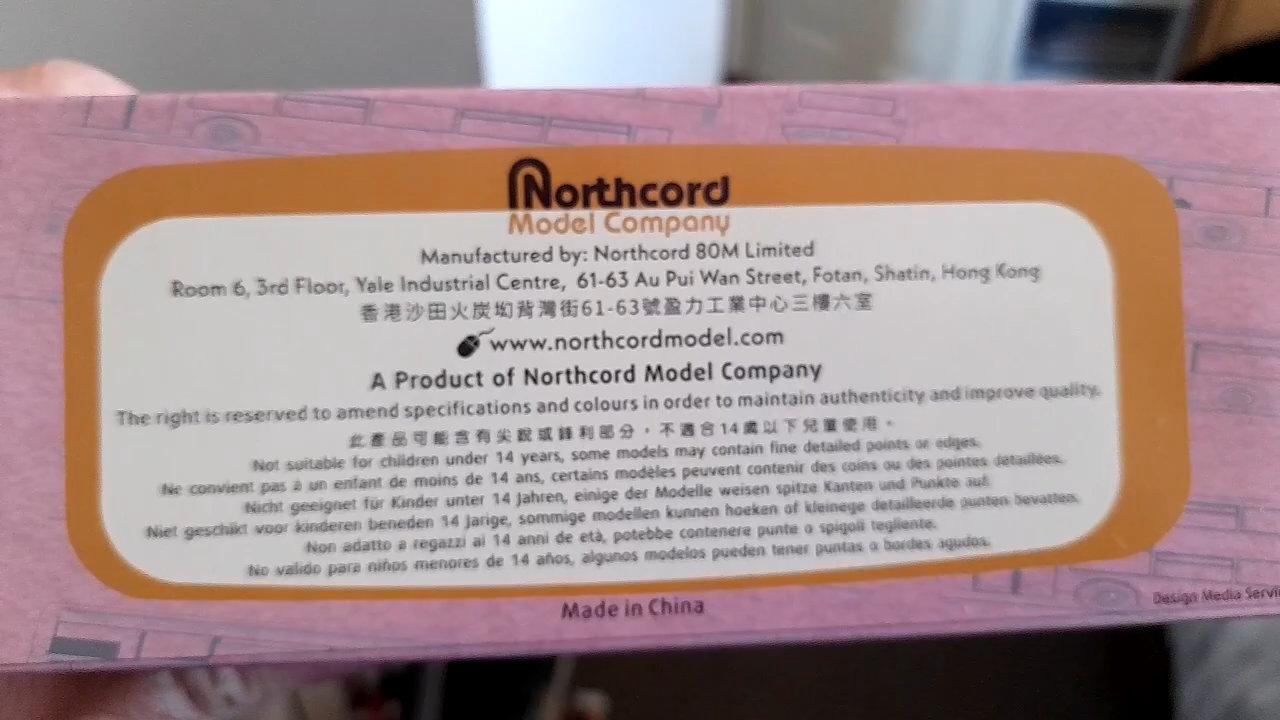 Northcord
Model Company
Manufactured by: Northcord 80M Limited
Room 6, 3rd Floor, Yale Industrial Centre, 61-63 Au Pui Wan Street, Fotan, Shatin, Hong Kong
香港沙田火炭坳背灣街61-63號盈力工業中心三樓六室
www.northcordmodel.com
A Product of Northcord Model Company
The right is reserved to amend specifications and colours in order to maintain authenticity and improve quality.
此產品可能含有尖銳或鋒利部分，不適合14歲以下兒童使用。
Not suitable for children under 14 years, some models may contain fine detailed points or edges.
Ne convient pas à un enfant de moins de 14 ans, certains modèles peuvent contenir des coins ou des pointes détaillées.
Nicht geeignet für Kinder unter 14 Jahren, einige der Modelle weisen spitze Kanten und Punkte auf.
Niet geschikt voor kinderen beneden 14 Jarige, sommige modellen kunnen hoeken of kleinege detailleerde punten bevatten.
Non adatto a regazzi ai 14 anni de età, potebbe contenere punte o spigoli tegliente.
No valido para niños menores de 14 años, algunos modelos pueden tener puntas o bordes agudos.
Made in China
Design Media